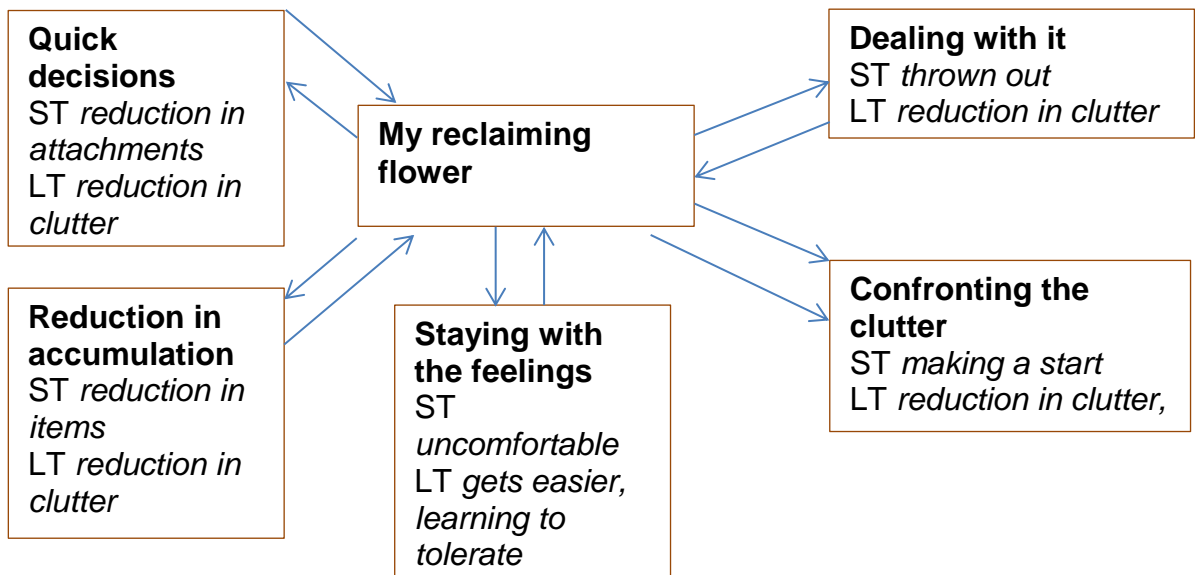 Quick
decisions
ST reduction in
attachments
LT reduction in
clutter
My reclaiming
flower
Dealing with it
ST thrown out
LT reduction in clutter
Reduction in
accumulation
ST reduction in
items
LT reduction in
clutter
Staying with
the feelings
ST
uncomfortable
LT gets easier,
learning to
tolerate
Confronting the
clutter
ST making a start
LT reduction in clutter,